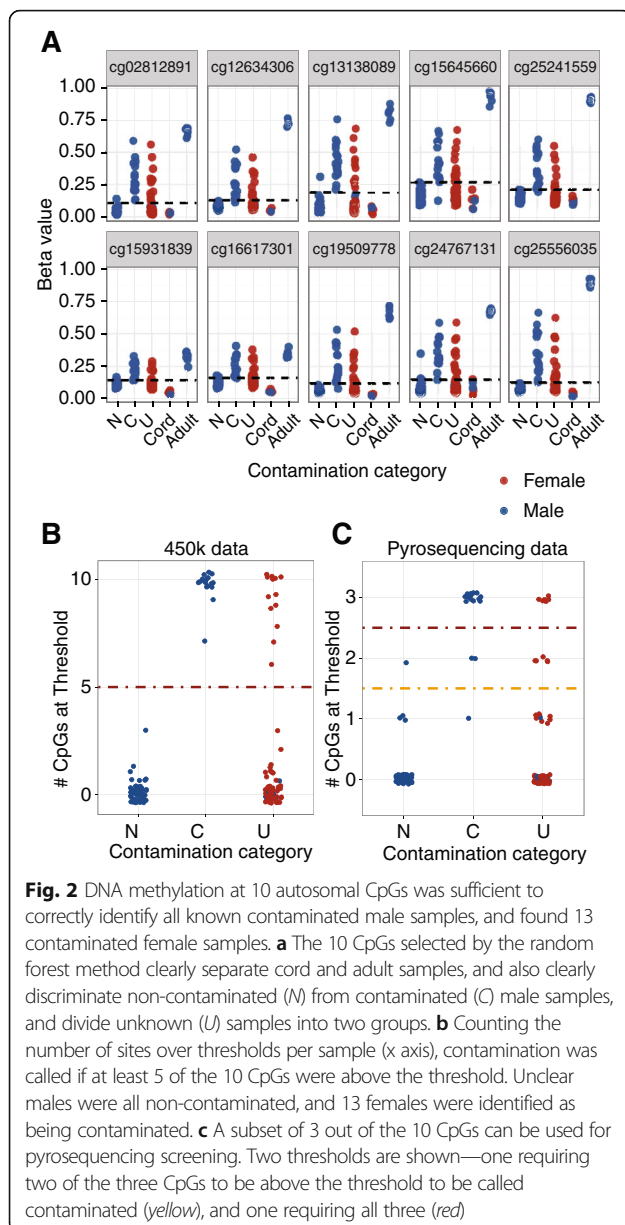 A
cg02812891 cg12634306 cg13138089 cg15645660 cg25241559
1.00
0.75
0.50
0.25
0.00
cg15931839 cg16617301 cg19509778 cg24767131 cg25556035
1.00
0.75
0.50
0.25
0.00
Beta value
N C U Cord Adult N C U Cord Adult N C U Cord Adult N C U Cord Adult N C U Cord Adult
Contamination category
Female
Male
B
450k data
10
5
0
# CpGs at Threshold
N C U
Contamination category
C
Pyrosequencing data
3
2
1
0
# CpGs at Threshold
N C U
Contamination category
Fig. 2 DNA methylation at 10 autosomal CpGs was sufficient to
correctly identify all known contaminated male samples, and found 13
contaminated female samples. a The 10 CpGs selected by the random
forest method clearly separate cord and adult samples, and also clearly
discriminate non-contaminated (N) from contaminated (C) male samples,
and divide unknown (U) samples into two groups. b Counting the
number of sites over thresholds per sample (x axis), contamination was
called if at least 5 of the 10 CpGs were above the threshold. Unclear
males were all non-contaminated, and 13 females were identified as
being contaminated. c A subset of 3 out of the 10 CpGs can be used for
pyrosequencing screening. Two thresholds are shown—one requiring
two of the three CpGs to be above the threshold to be called
contaminated (yellow), and one requiring all three (red)